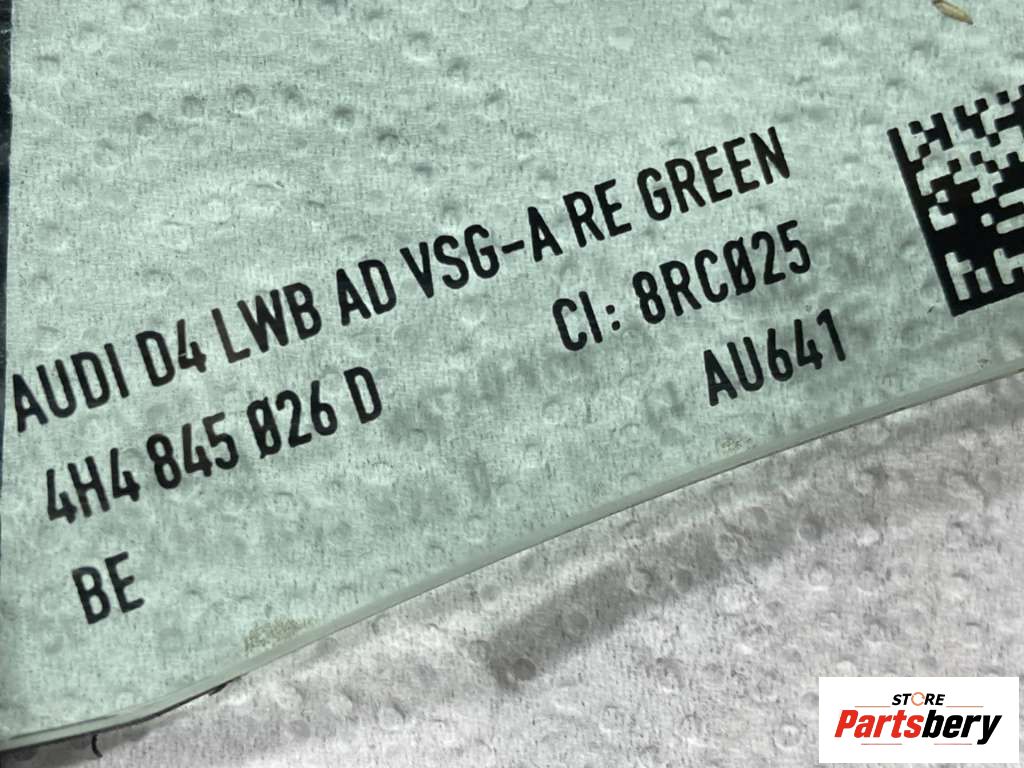 AUDI D4 LWB AD VSG-A RE GREEN
4H4 845 Ø26 D CI: 8RCØ25
BE AU641
STORE
Partsbery